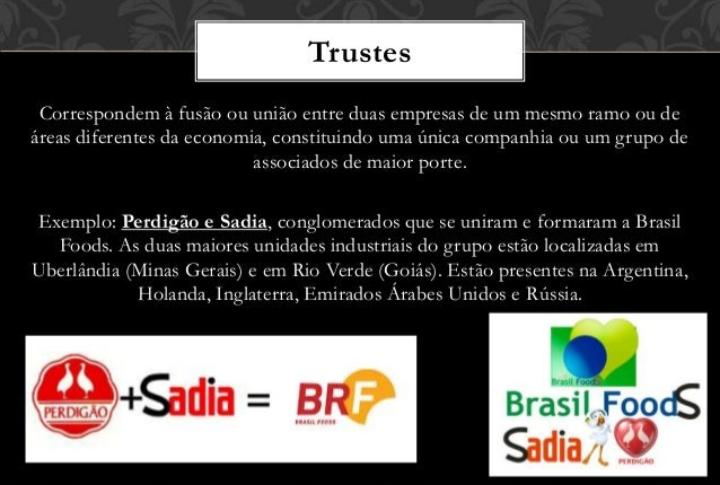 Trustes
Correspondem à fusão ou união entre duas empresas de um mesmo ramo ou de
áreas diferentes da economia, constituindo uma única companhia ou um grupo de
associados de maior porte.
Exemplo: Perdigão e Sadia, conglomerados que se uniram e formaram a Brasil
Foods. As duas maiores unidades industriais do grupo estão localizadas em
Uberlândia (Minas Gerais) e em Rio Verde (Goiás). Estão presentes na Argentina,
Holanda, Inglaterra, Emirados Árabes Unidos e Rússia.
PERDIGÃO +Sadia = BRF
BRASIL FOODS
Brasil Foods
Brasil FoodS
Sadia
PERDIGÃO